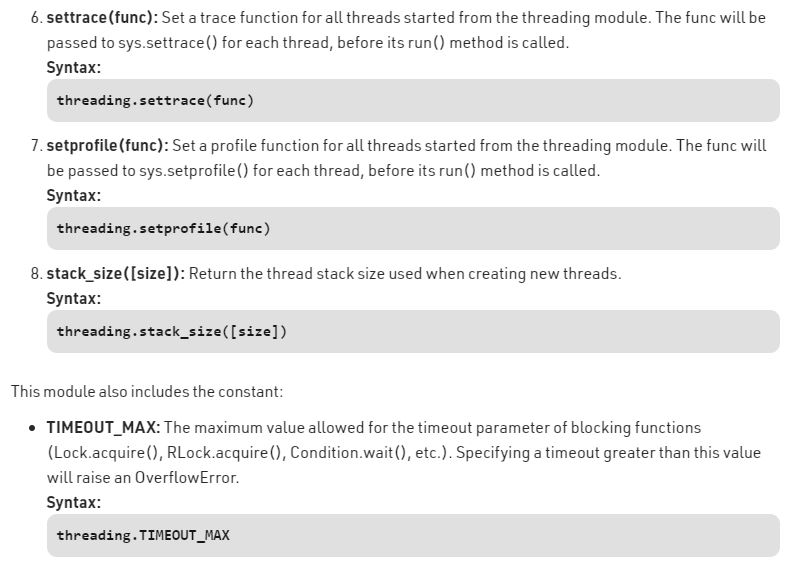 6. settrace(func): Set a trace function for all threads started from the threading module. The func will be
passed to sys.settrace() for each thread, before its run() method is called.
Syntax:
threading.settrace(func)
7. setprofile(func): Set a profile function for all threads started from the threading module. The func will
be passed to sys.setprofile() for each thread, before its run() method is called.
Syntax:
threading.setprofile(func)
8. stack_size([size]): Return the thread stack size used when creating new threads.
Syntax:
threading.stack_size([size])
This module also includes the constant:
• TIMEOUT_MAX: The maximum value allowed for the timeout parameter of blocking functions
(Lock.acquire(), RLock.acquire(), Condition.wait(), etc.). Specifying a timeout greater than this value
will raise an OverflowError.
Syntax:
threading.TIMEOUT_MAX